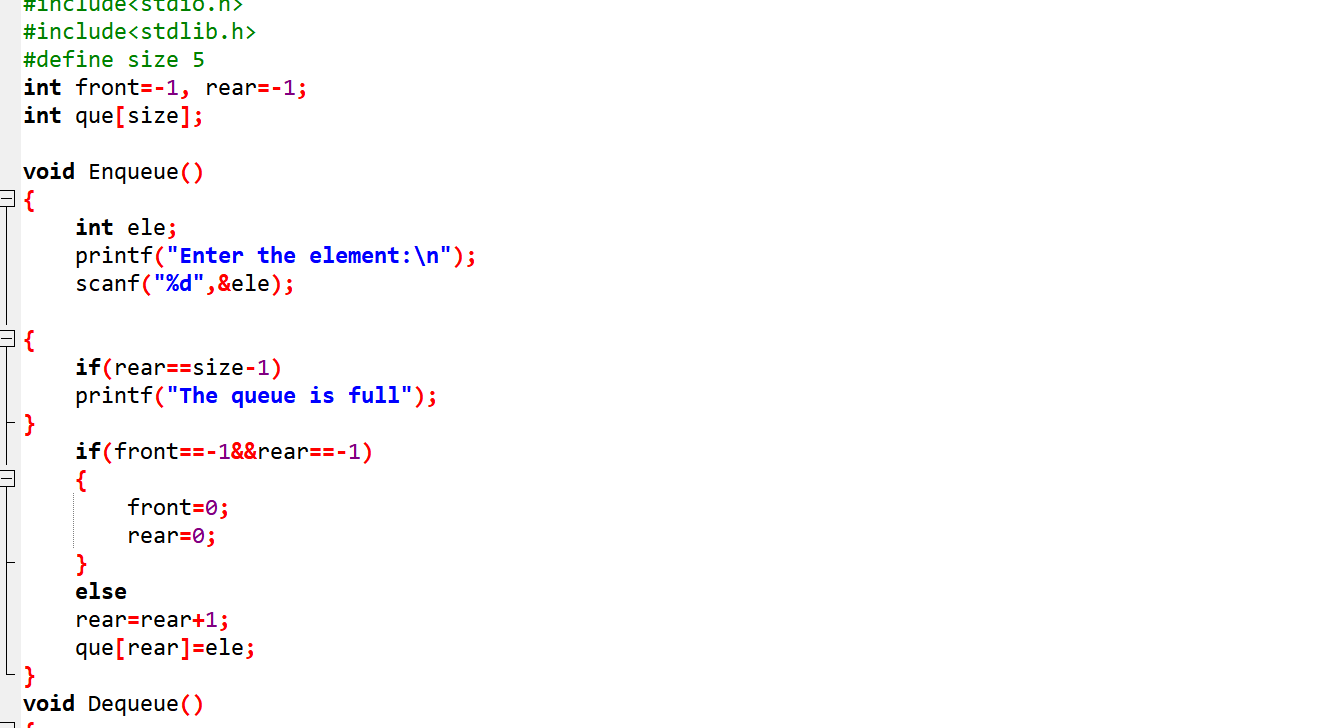 #include<stdio.h>
#include<stdlib.h>
#define size 5
int front=-1, rear=-1;
int que[size];
void Enqueue()
{
int ele;
printf("Enter the element:\n");
scanf("%d",&ele);
{
if(rear==size-1)
printf("The queue is full");
}
if(front==-1&&rear==-1)
{
front=0;
rear=0;
}
else
rear=rear+1;
que[rear]=ele;
}
void Dequeue()
{